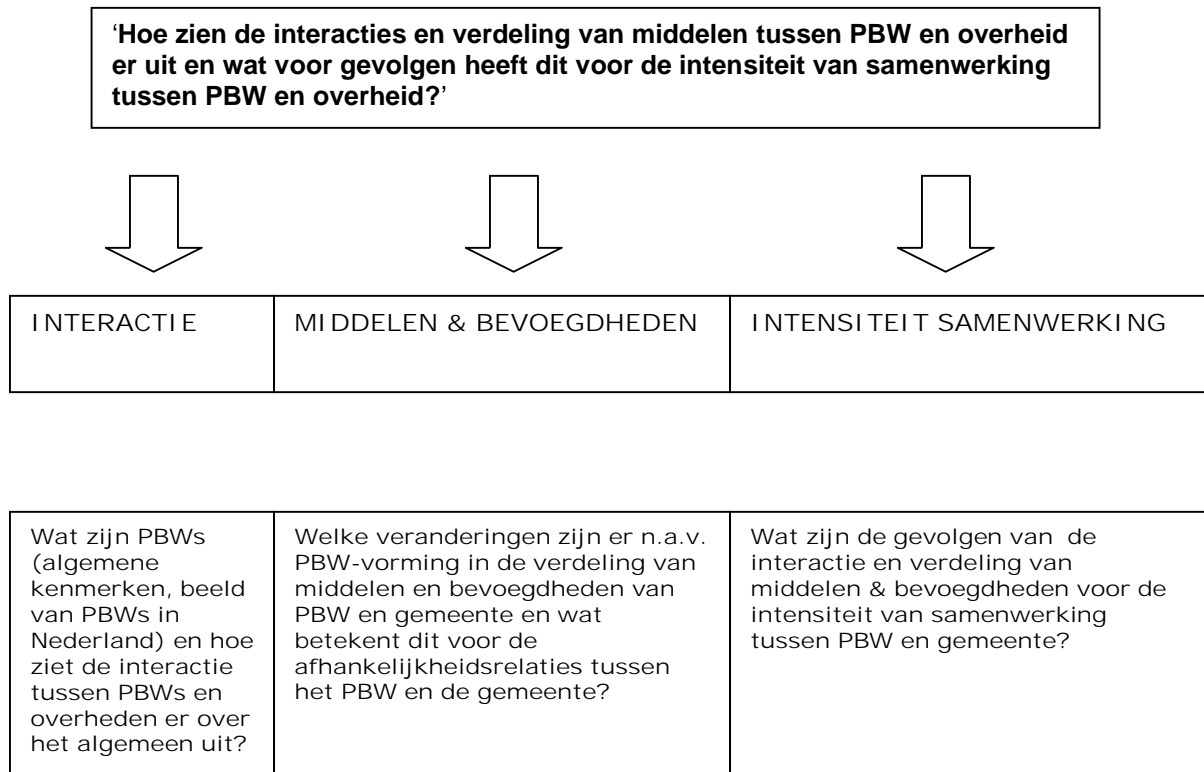 ‘Hoe zien de interacties en verdeling van middelen tussen PBW en overheid
er uit en wat voor gevolgen heeft dit voor de intensiteit van samenwerking
tussen PBW en overheid?’
INTERACTIE
MIDDELEN & BEVOEGDHEDEN
INTENSITEIT SAMENWERKING
Wat zijn PBWs
(algemene
kenmerken, beeld
van PBWs in
Nederland) en hoe
ziet de interactie
tussen PBWs en
overheden er over
het algemeen uit?
Welke veranderingen zijn er n.a.v.
PBW-vorming in de verdeling van
middelen en bevoegdheden van
PBW en gemeente en wat
betekent dit voor de
afhankelijkheidsrelaties tussen
het PBW en de gemeente?
Wat zijn de gevolgen van de
interactie en verdeling van
middelen & bevoegdheden voor de
intensiteit van samenwerking
tussen PBW en gemeente?